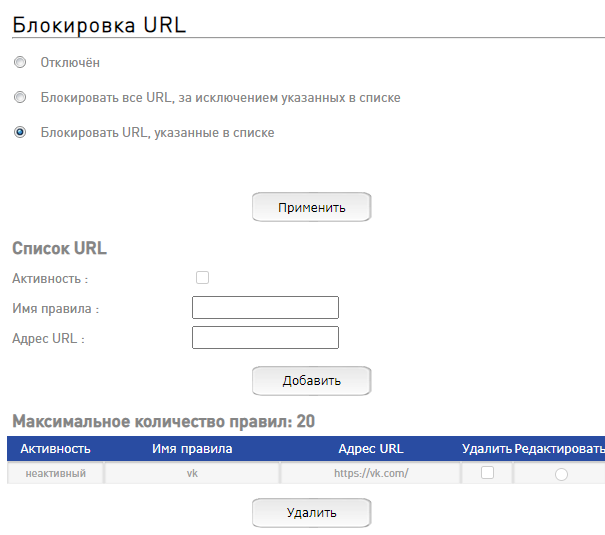 Блокировка URL
Отключён
Блокировать все URL, за исключением указанных в списке
Блокировать URL, указанные в списке
Применить
Список URL
Активность :
Имя правила :
Адрес URL :
Добавить
Максимальное количество правил: 20
Активность Имя правила Адрес URL Удалить Редактировать
неактивный vk https://vk.com/
Удалить